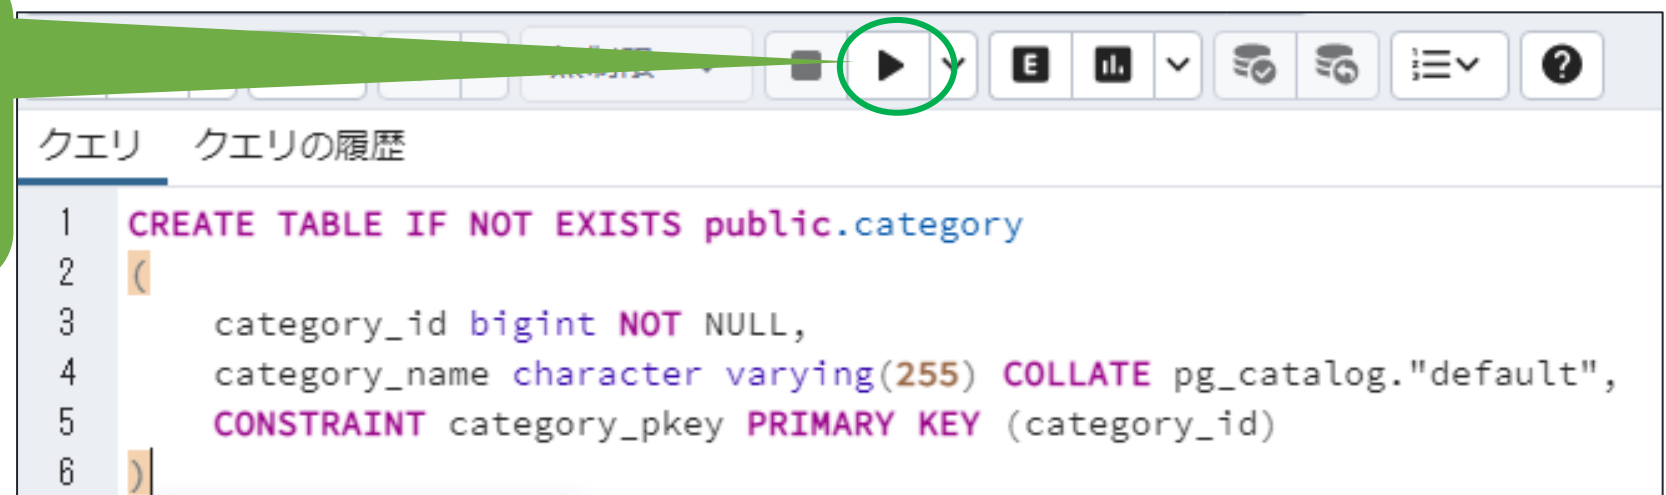 E
クエリ クエリの履歴
1 CREATE TABLE IF NOT EXISTS public.category
2 (
3 category_id bigint NOT NULL,
4 category_name character varying(255) COLLATE pg_catalog."default",
5 CONSTRAINT category_pkey PRIMARY KEY (category_id)
6 )